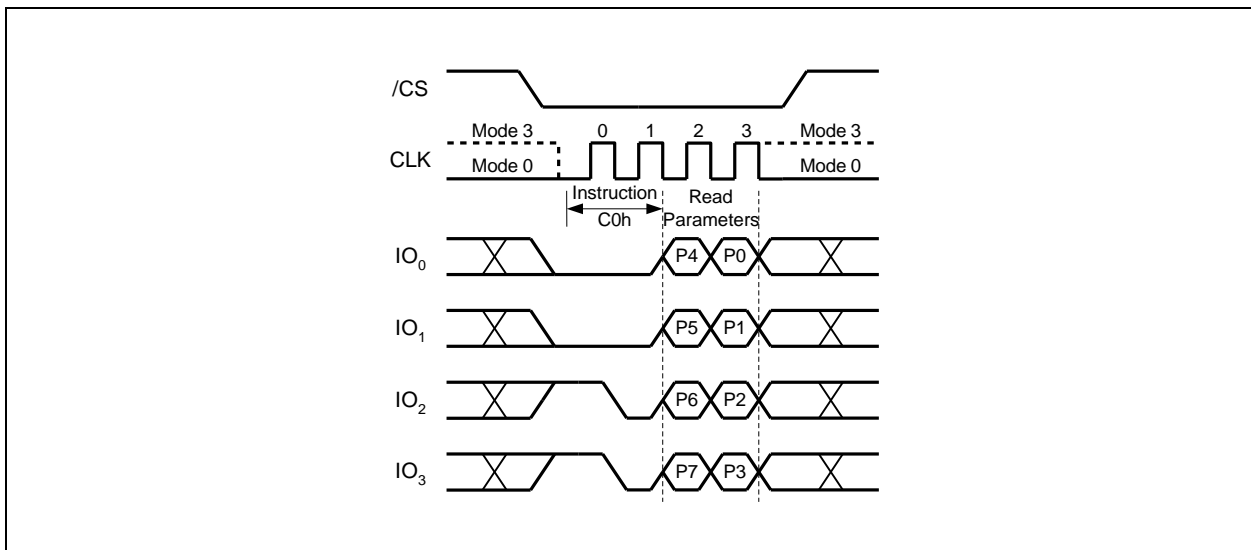 /CS
Mode 3 0 1 2 3 Mode 3
CLK
Mode 0 Mode 0
Instruction Read
C0h Parameters
IO0 P4 P0
IO1 P5 P1
IO2 P6 P2
IO3 P7 P3